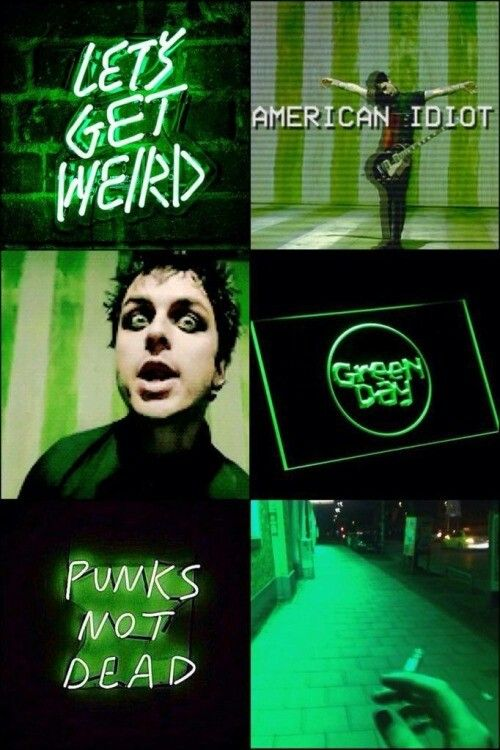 LET'S
GET
WEIRD
AMERICAN IDIOT
Green
Day
PUNKS
NOT
DEAD